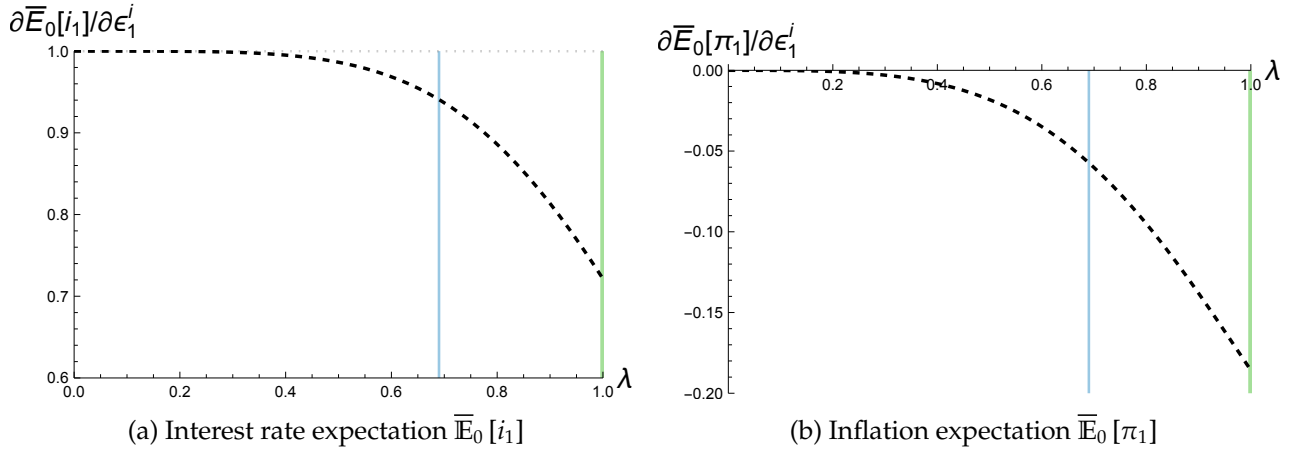 ∂𝔼̅₀[i₁]/∂ϵ₁ⁱ
1.0
0.9
0.8
0.7
0.6
0.0 0.2 0.4 0.6 0.8 1.0
λ
(a) Interest rate expectation 𝔼̅₀ [i₁]
∂𝔼̅₀[π₁]/∂ϵ₁ⁱ
0.00
-0.05
-0.10
-0.15
-0.20
0.2 0.4 0.6 0.8 1.0
λ
(b) Inflation expectation 𝔼̅₀ [π₁]